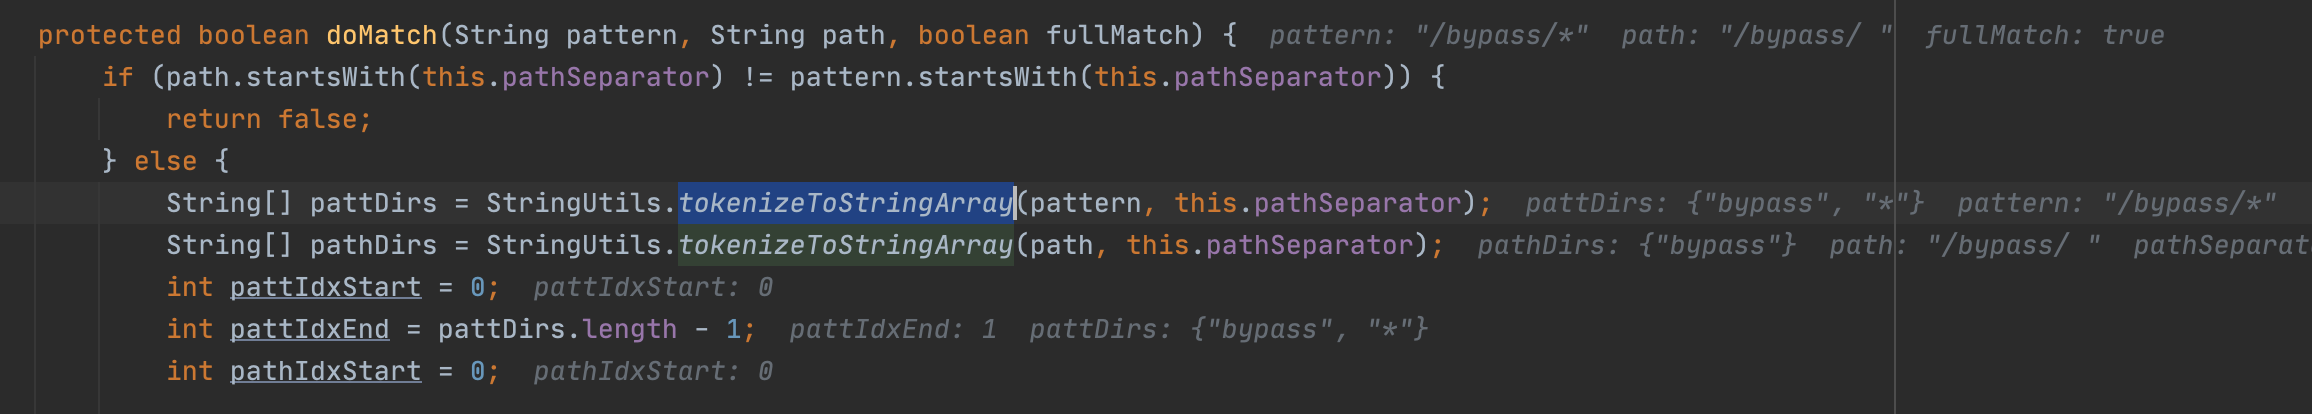 protected boolean doMatch(String pattern, String path, boolean fullMatch) {  pattern: "/bypass/*"  path: "/bypass/ "  fullMatch: true
if (path.startsWith(this.pathSeparator) != pattern.startsWith(this.pathSeparator)) {
return false;
} else {
String[] pattDirs = StringUtils.tokenizeToStringArray(pattern, this.pathSeparator);  pattDirs: {"bypass", "*"}  pattern: "/bypass/*"
String[] pathDirs = StringUtils.tokenizeToStringArray(path, this.pathSeparator);  pathDirs: {"bypass"}  path: "/bypass/ "  pathSeparat
int pattIdxStart = 0;  pattIdxStart: 0
int pattIdxEnd = pattDirs.length - 1;  pattIdxEnd: 1  pattDirs: {"bypass", "*"}
int pathIdxStart = 0;  pathIdxStart: 0